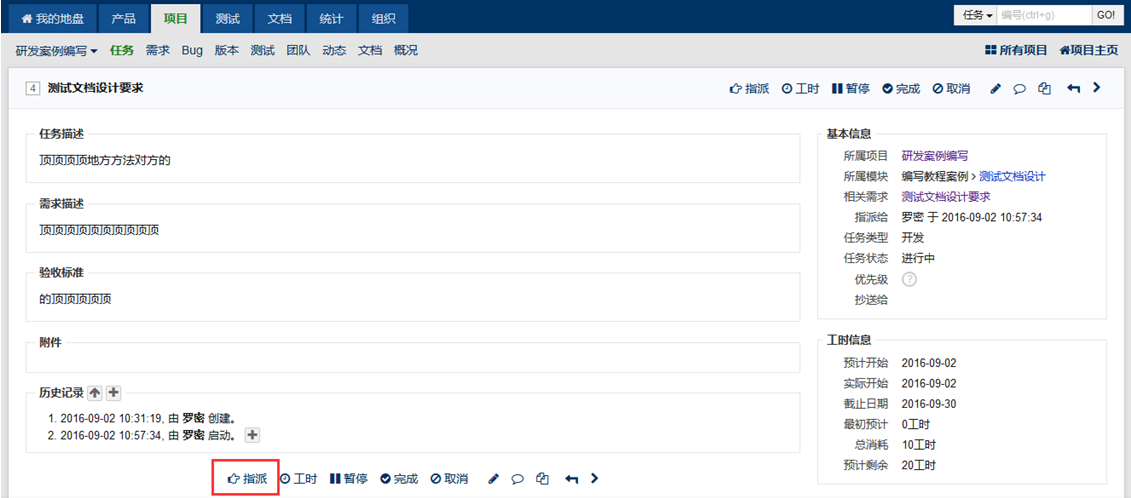 我的地盘 产品 项目 测试 文档 统计 组织 任务 编号(ctrl+g) GO!
研发案例编写 任务 需求 Bug 版本 测试 团队 动态 文档 概况 所有项目 项目主页
4 测试文档设计要求 指派 工时 暂停 完成 取消
任务描述
顶顶顶顶地方方法对方的
需求描述
顶顶顶顶顶顶顶顶顶顶
验收标准
的顶顶顶顶顶
附件
历史记录
1. 2016-09-02 10:31:19, 由 罗密 创建。
2. 2016-09-02 10:57:34, 由 罗密 启动。
指派 工时 暂停 完成 取消
基本信息
所属项目 研发案例编写
所属模块 编写教程案例 › 测试文档设计
相关需求 测试文档设计要求
指派给 罗密 于 2016-09-02 10:57:34
任务类型 开发
任务状态 进行中
优先级 ?
抄送给
工时信息
预计开始 2016-09-02
实际开始 2016-09-02
截止日期 2016-09-30
最初预计 0工时
总消耗 10工时
预计剩余 20工时